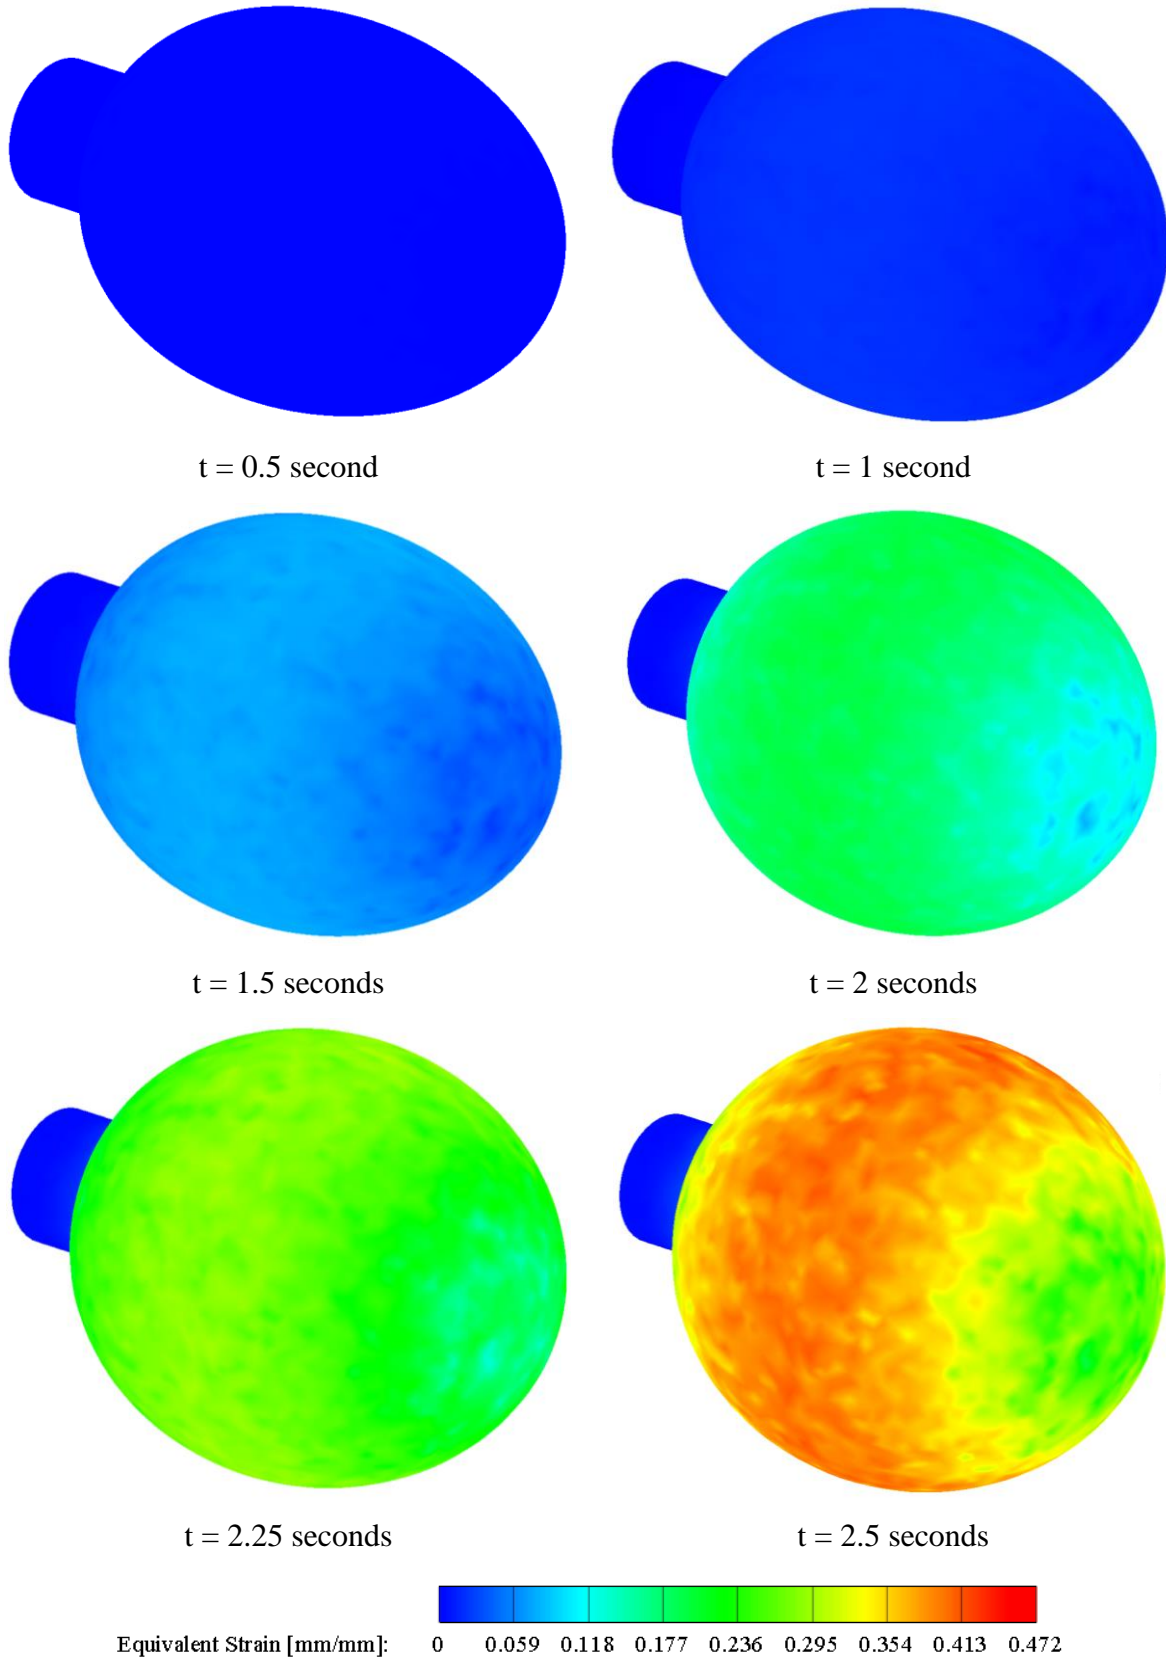 t = 0.5 second
t = 1 second
t = 1.5 seconds
t = 2 seconds
t = 2.25 seconds
t = 2.5 seconds
Equivalent Strain [mm/mm]: 0 0.059 0.118 0.177 0.236 0.295 0.354 0.413 0.472